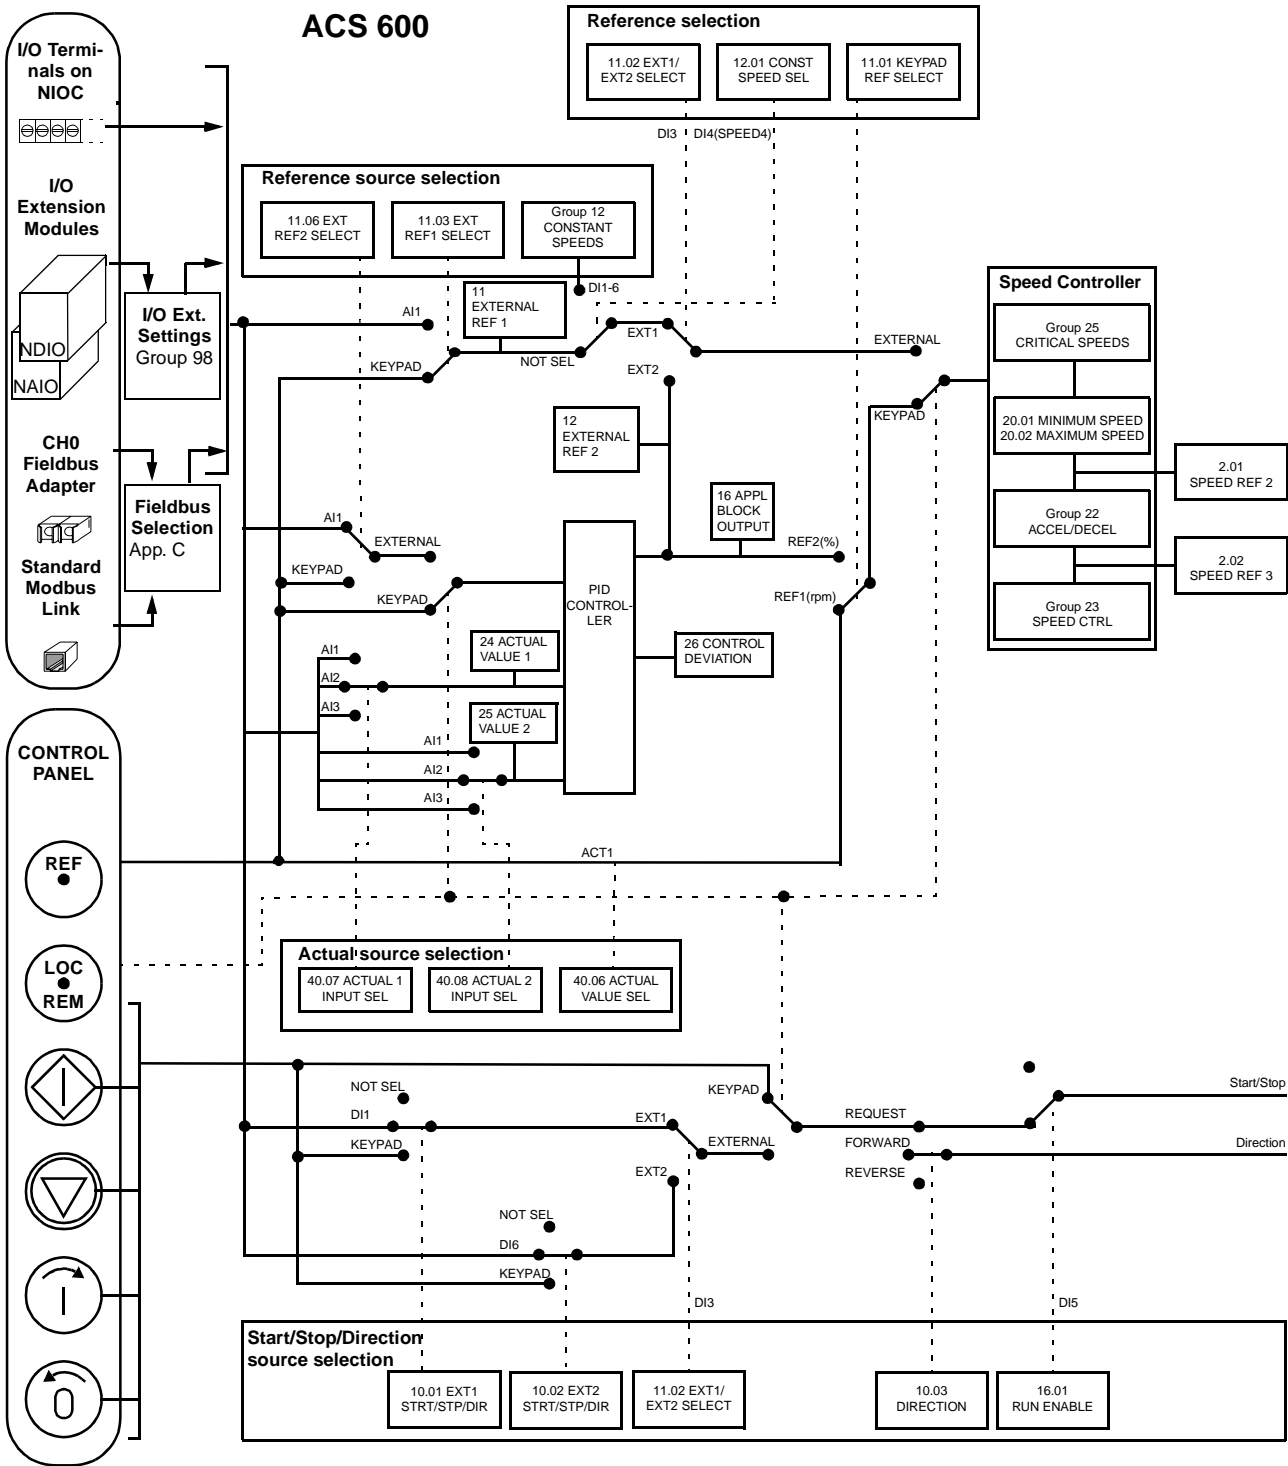 ACS 600
I/O Termi-
nals on
NIOC
I/O
Extension
Modules
NDIO
NAIO
I/O Ext.
Settings
Group 98
CH0
Fieldbus
Adapter
Fieldbus
Selection
App. C
Standard
Modbus
Link
Reference selection
11.02 EXT1/
EXT2 SELECT
12.01 CONST
SPEED SEL
11.01 KEYPAD
REF SELECT
DI3
DI4(SPEED4)
Reference source selection
11.06 EXT
REF2 SELECT
11.03 EXT
REF1 SELECT
Group 12
CONSTANT
SPEEDS
DI1-6
11
EXTERNAL
REF 1
AI1
KEYPAD
NOT SEL
EXT1
EXT2
EXTERNAL
KEYPAD
12
EXTERNAL
REF 2
Speed Controller
Group 25
CRITICAL SPEEDS
20.01 MINIMUM SPEED
20.02 MAXIMUM SPEED
2.01
SPEED REF 2
Group 22
ACCEL/DECEL
2.02
SPEED REF 3
Group 23
SPEED CTRL
16 APPL
BLOCK
OUTPUT
REF2(%)
REF1(rpm)
AI1
EXTERNAL
KEYPAD
KEYPAD
PID
CONTROL-
LER
24 ACTUAL
VALUE 1
26 CONTROL
DEVIATION
AI1
AI2
AI3
25 ACTUAL
VALUE 2
AI1
AI2
AI3
ACT1
CONTROL
PANEL
REF
LOC
REM
Actual source selection
40.07 ACTUAL 1
INPUT SEL
40.08 ACTUAL 2
INPUT SEL
40.06 ACTUAL
VALUE SEL
NOT SEL
DI1
KEYPAD
EXT1
EXT2
EXTERNAL
KEYPAD
REQUEST
FORWARD
REVERSE
Start/Stop
Direction
NOT SEL
DI6
KEYPAD
DI3
DI5
Start/Stop/Direction
source selection
10.01 EXT1
STRT/STP/DIR
10.02 EXT2
STRT/STP/DIR
11.02 EXT1/
EXT2 SELECT
10.03
DIRECTION
16.01
RUN ENABLE